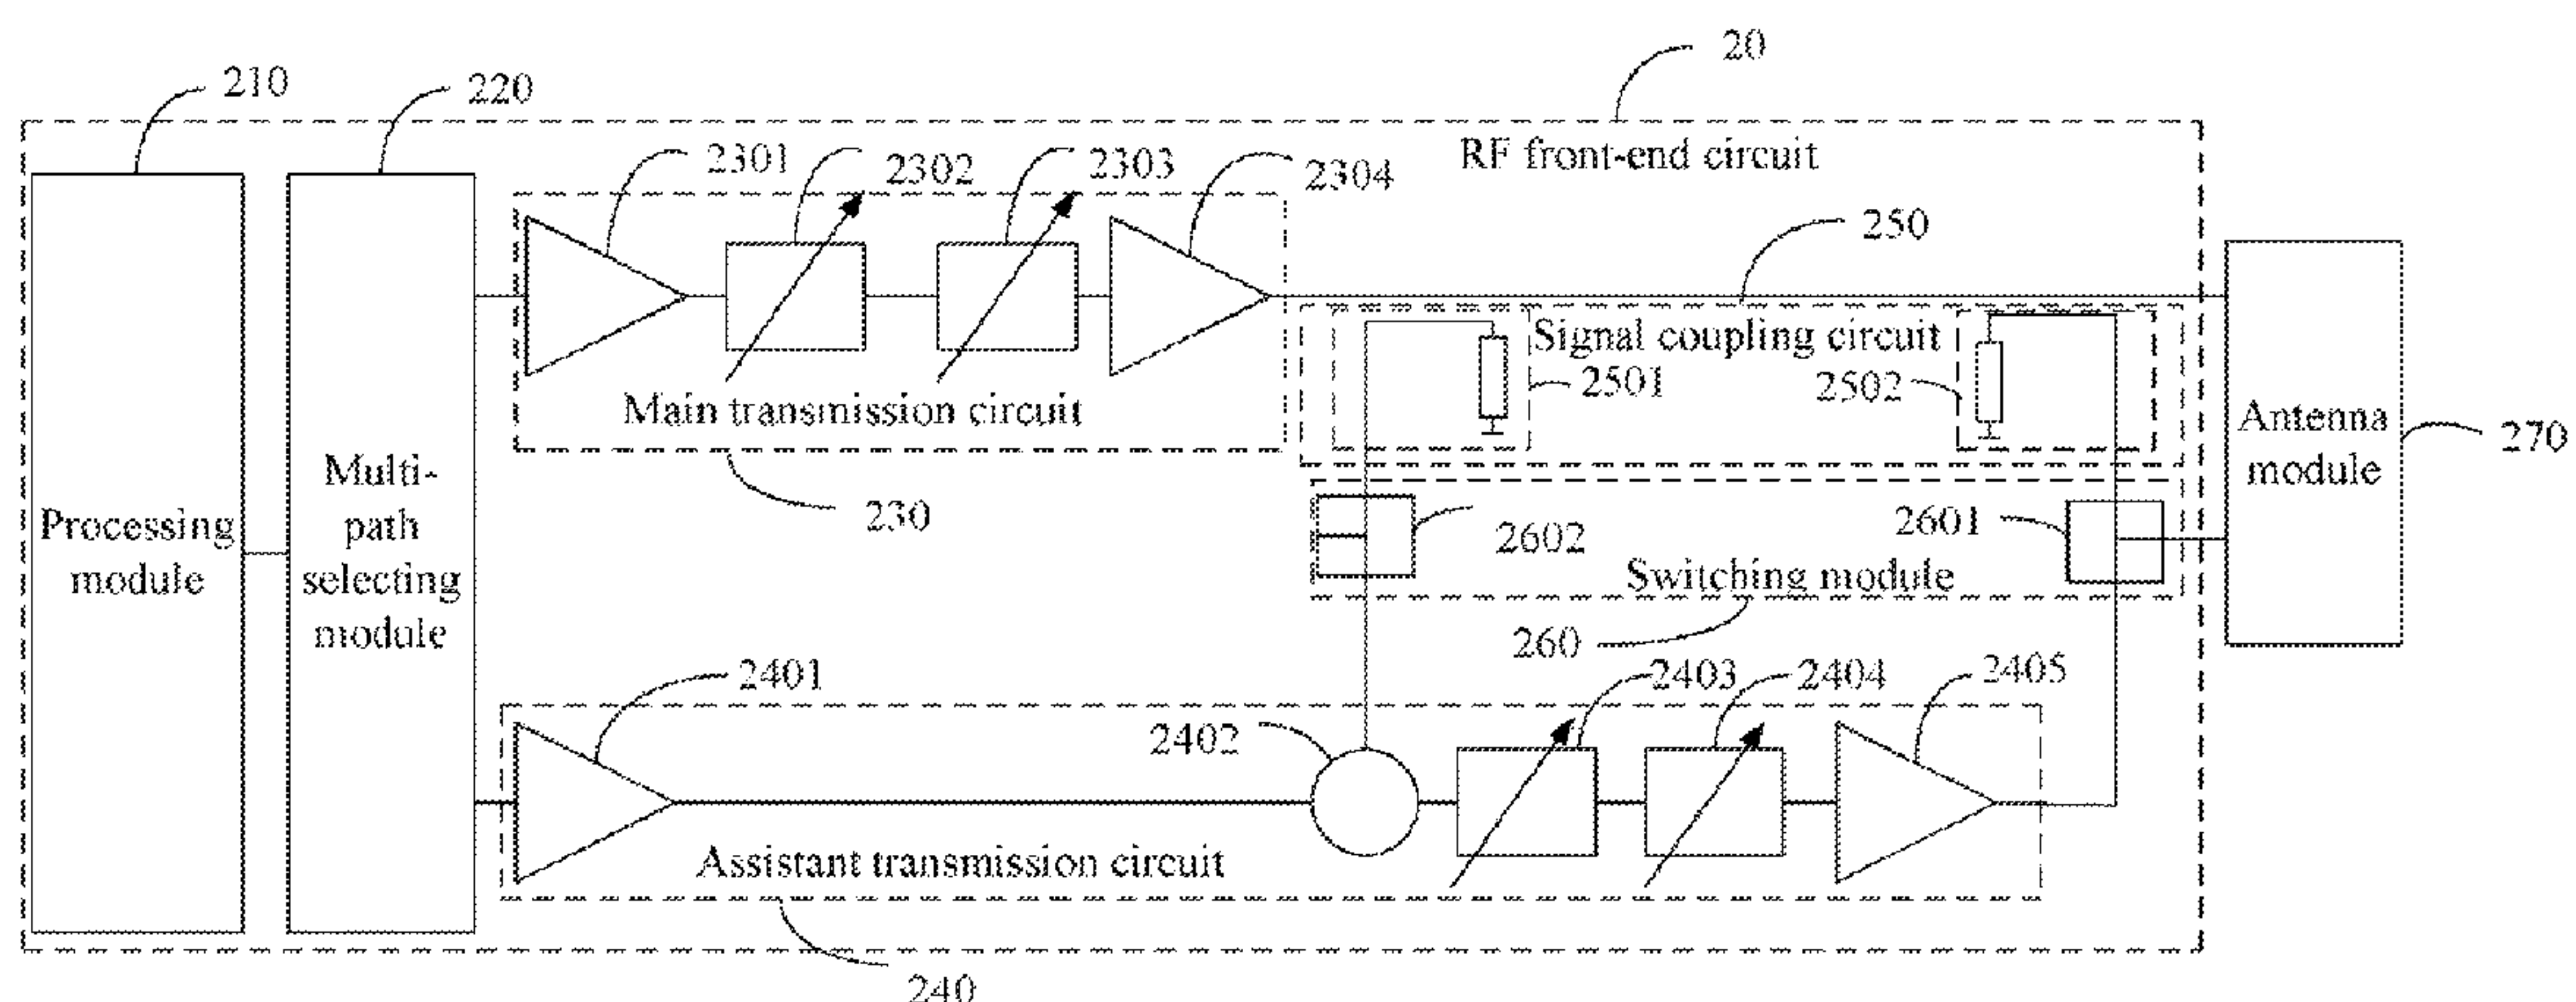 20
210
220
RF front-end circuit
2301
2302
2303
2304
250
Signal coupling circuit
2501
2502
Main transmission circuit
230
Antenna
module
270
Processing
module
Multi-
path
selecting
module
2602
2601
Switching module
260
2401
2402
2403
2404
2405
Assistant transmission circuit
240